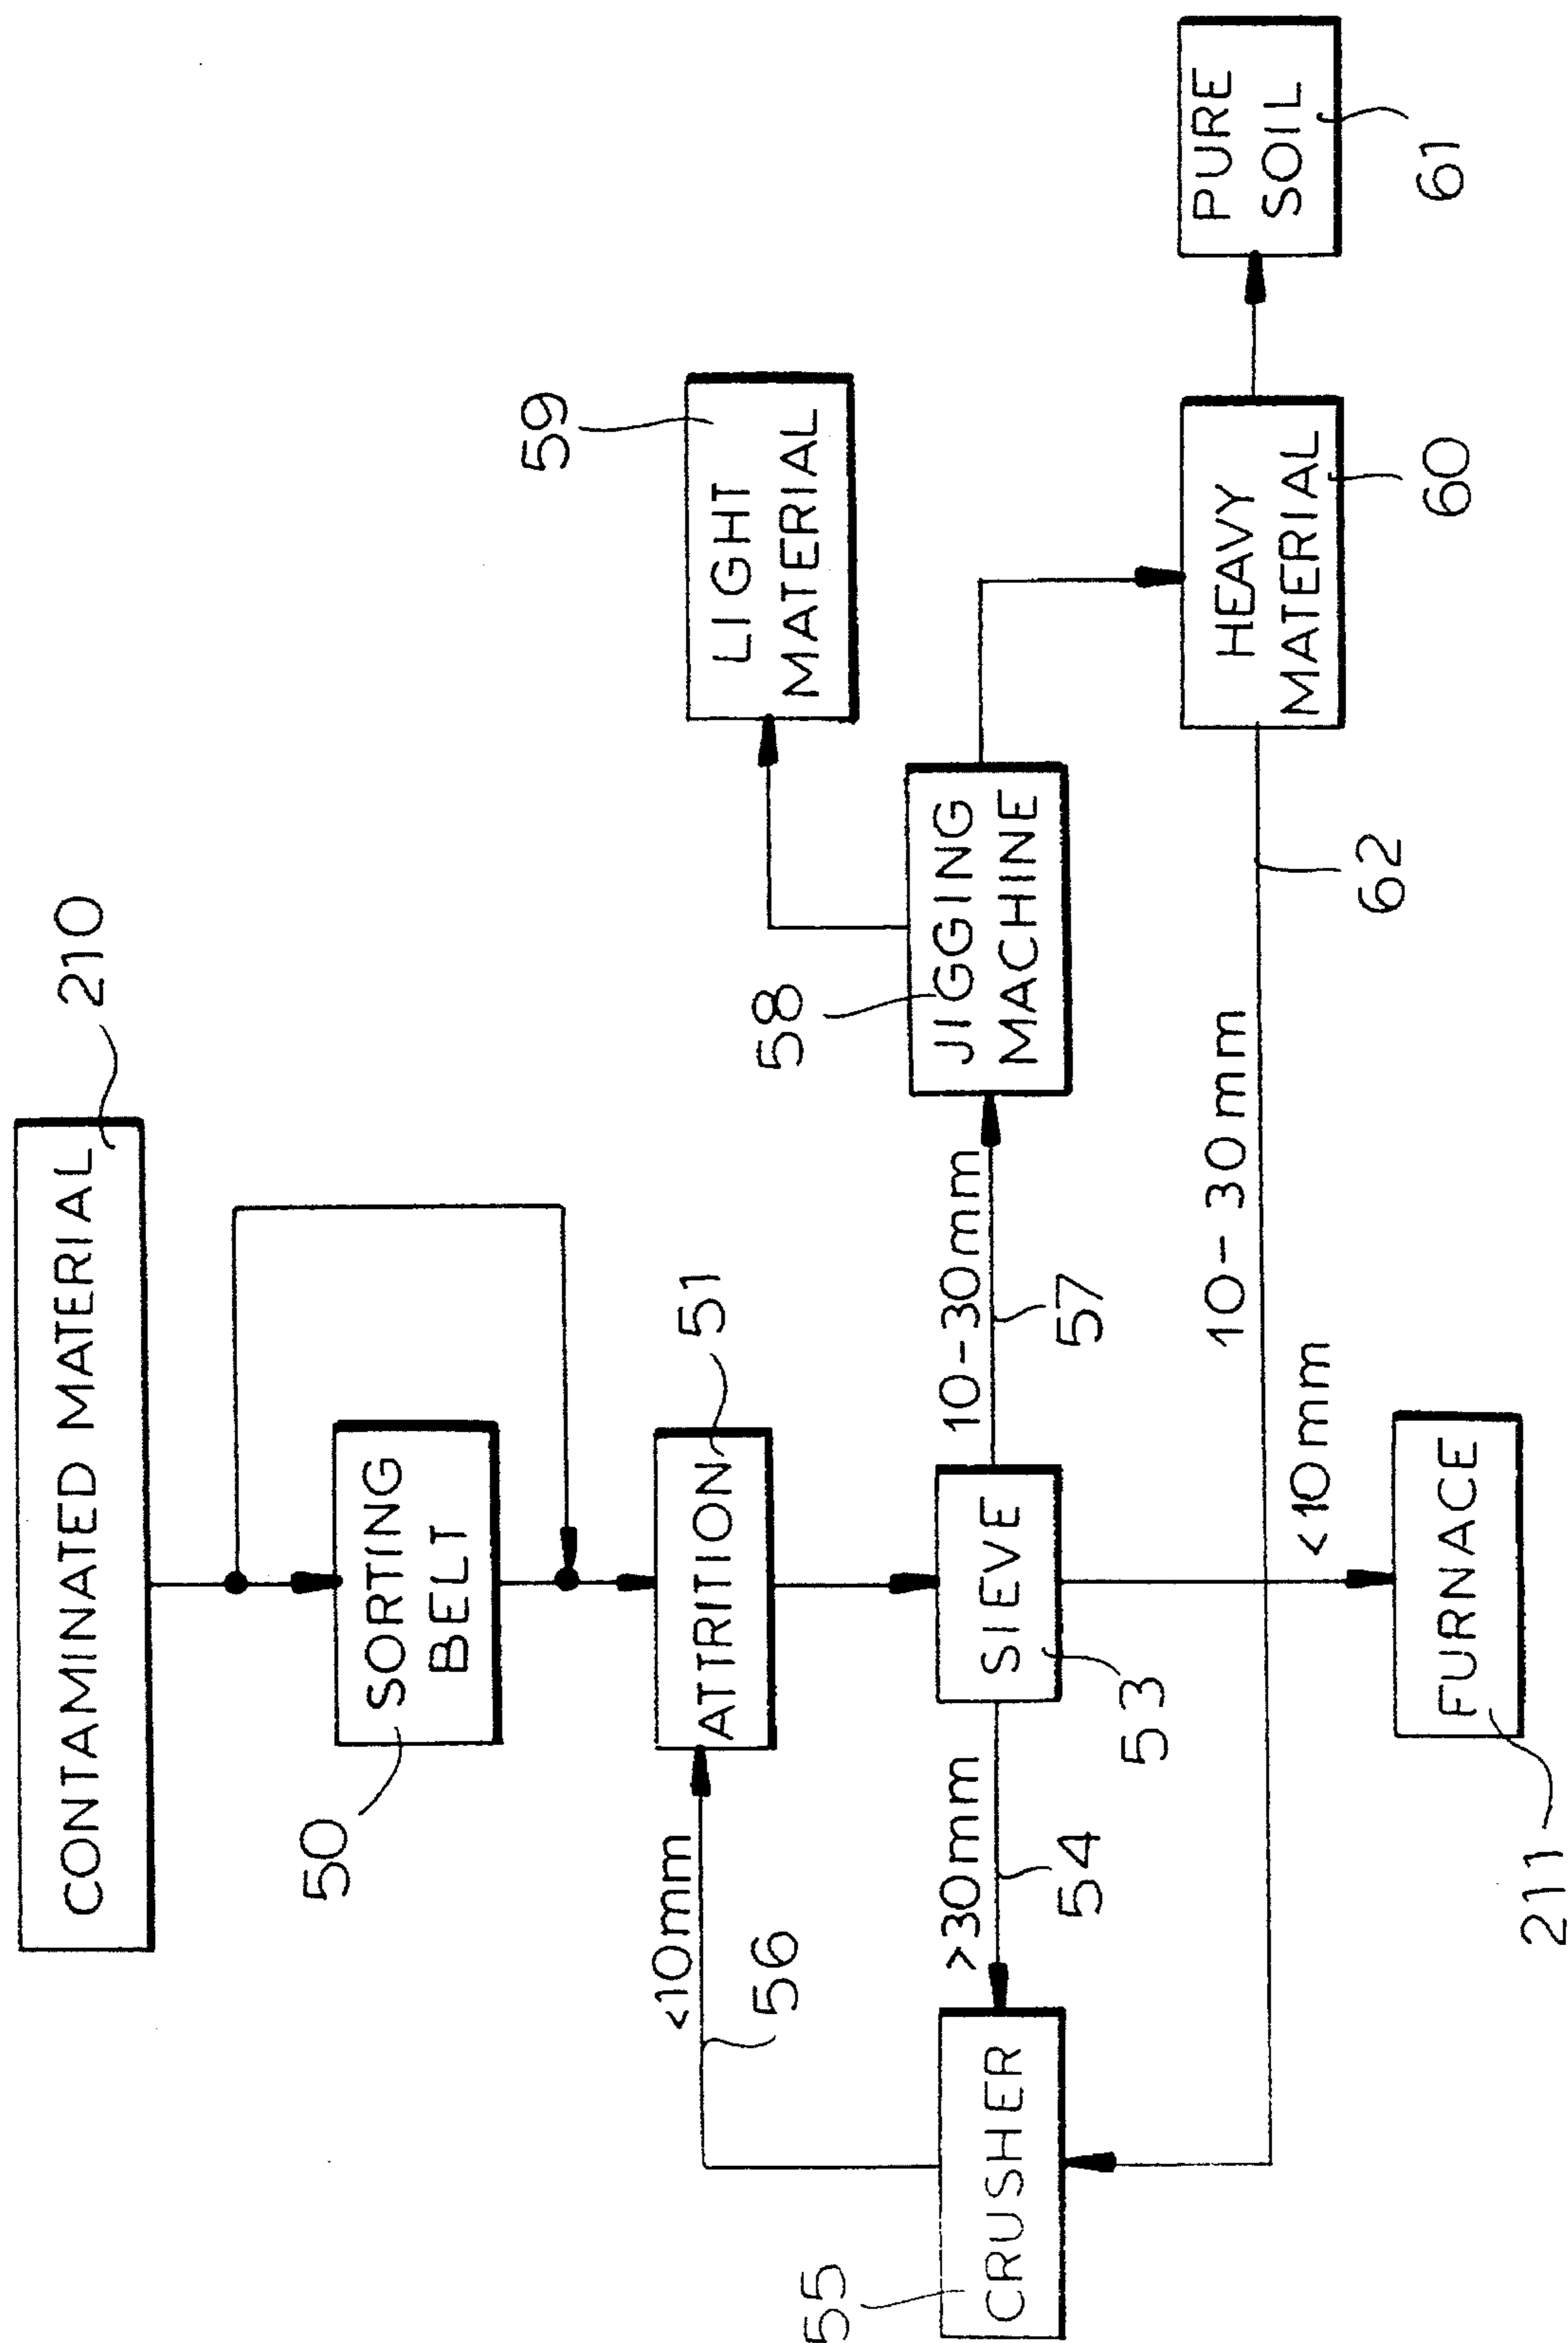 CONTAMINATED MATERIAL
210
SORTING
BELT
50
ATTRITION
51
<10mm
56
SIEVE
53
>30mm
54
CRUSHER
55
10-30mm
57
JIGGING
MACHINE
58
LIGHT
MATERIAL
59
HEAVY
MATERIAL
60
PURE
SOIL
61
10-30mm
62
<10mm
FURNACE
211